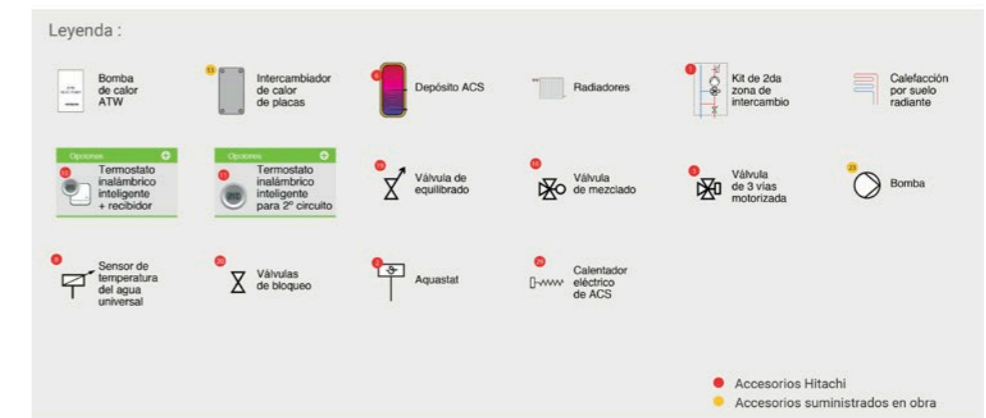 Leyenda :
Bomba
de calor
ATW
Intercambiador
de calor
de placas
Depósito ACS
Radiadores
Kit de 2da
zona de
intercambio
Calefacción
por suelo
radiante
Opciones
Termostato
inalámbrico
inteligente
+ recibidor
Opciones
Termostato
inalámbrico
inteligente
para 2º circuito
Válvula de
equilibrado
Válvula
de mezclado
Válvula
de 3 vías
motorizada
Bomba
Sensor de
temperatura
del agua
universal
Válvulas
de bloqueo
Aquastat
Calentador
eléctrico
de ACS
Accesorios Hitachi
Accesorios suministrados en obra